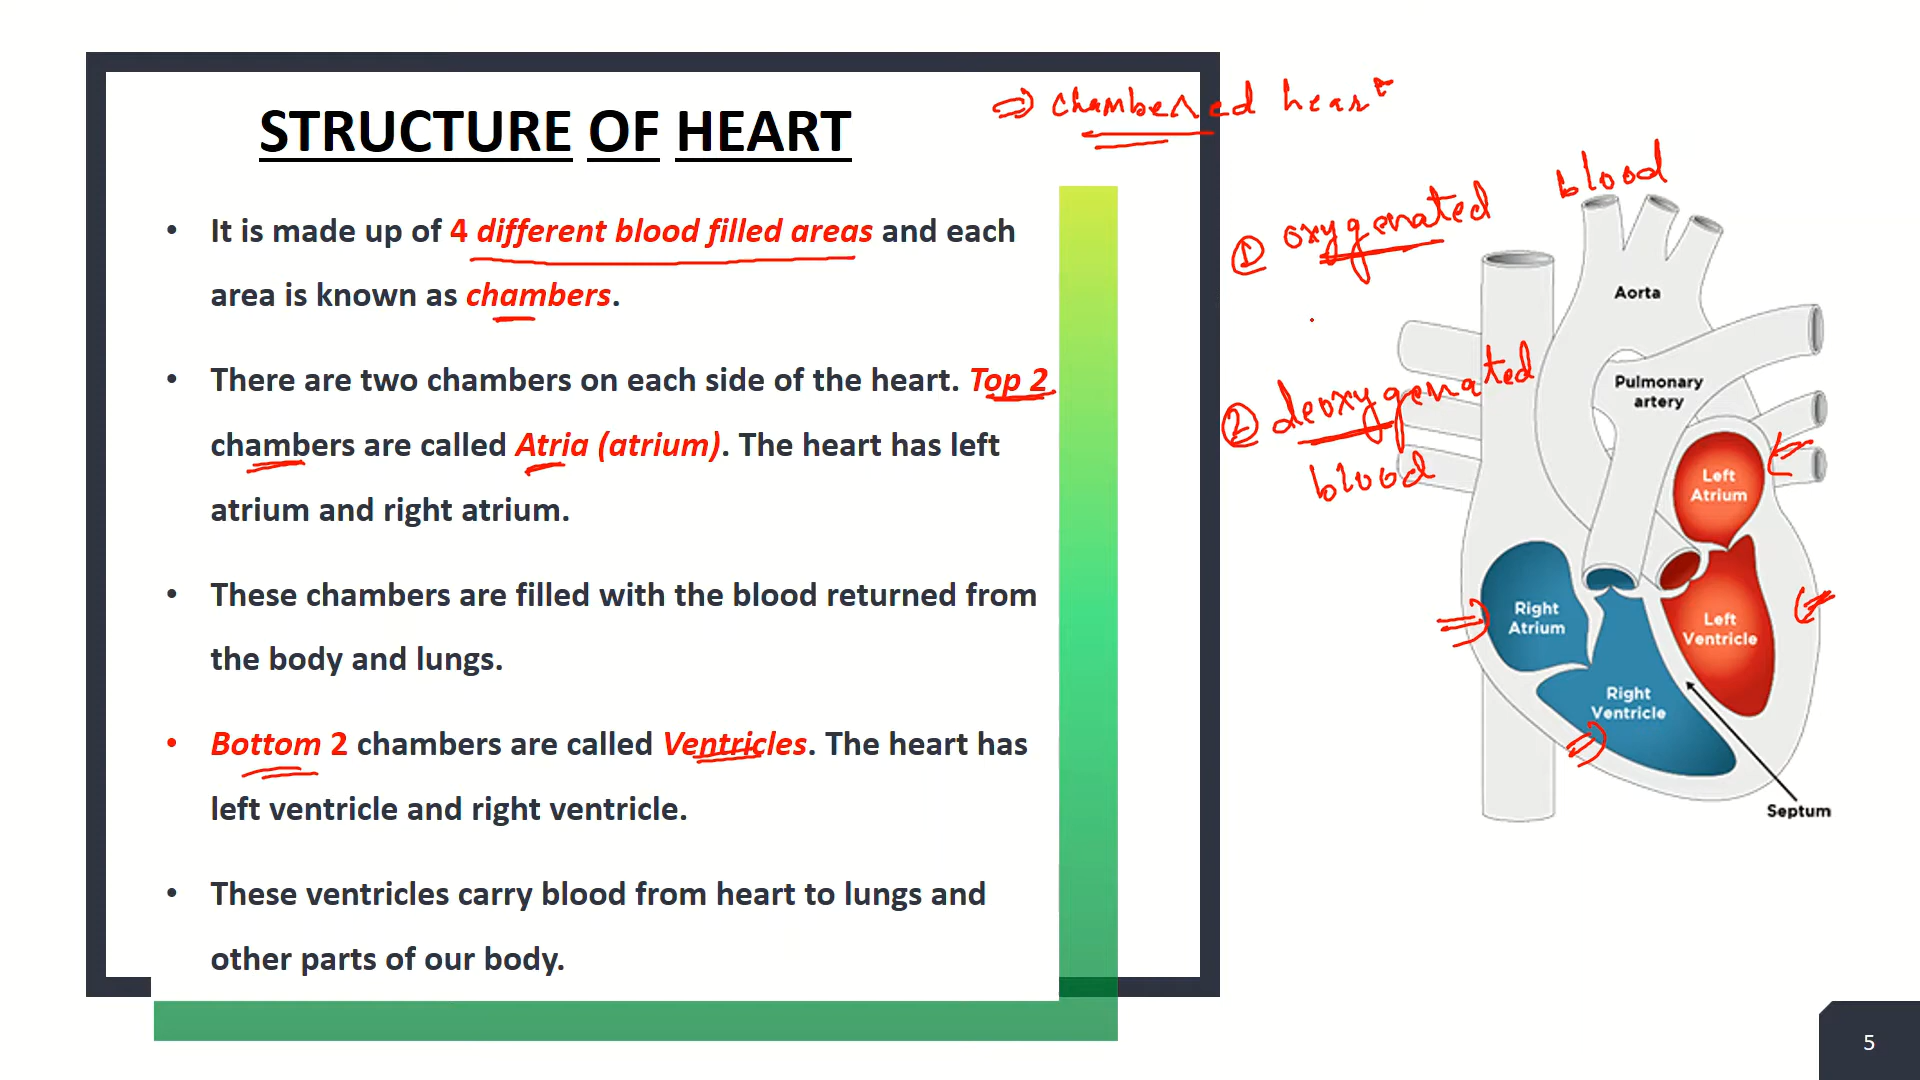 STRUCTURE OF HEART
• It is made up of 4 different blood filled areas and each
area is known as chambers.
• There are two chambers on each side of the heart. Top 2
chambers are called Atria (atrium). The heart has left
atrium and right atrium.
• These chambers are filled with the blood returned from
the body and lungs.
• Bottom 2 chambers are called Ventricles. The heart has
left ventricle and right ventricle.
• These ventricles carry blood from heart to lungs and
other parts of our body.
⇒ chambered heart
① oxygenated blood
② deoxygenated
blood
Aorta
Pulmonary
artery
Left
Atrium
Right
Atrium
Left
Ventricle
Right
Ventricle
Septum
5